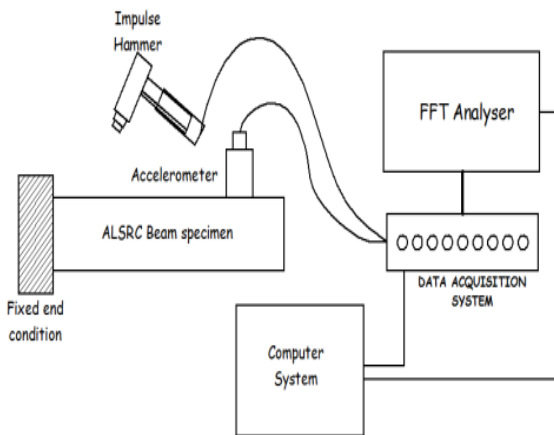 Impulse
Hammer
FFT Analyser
Accelerometer
ALSRC Beam specimen
Fixed end
condition
DATA ACQUISITION
SYSTEM
Computer
System